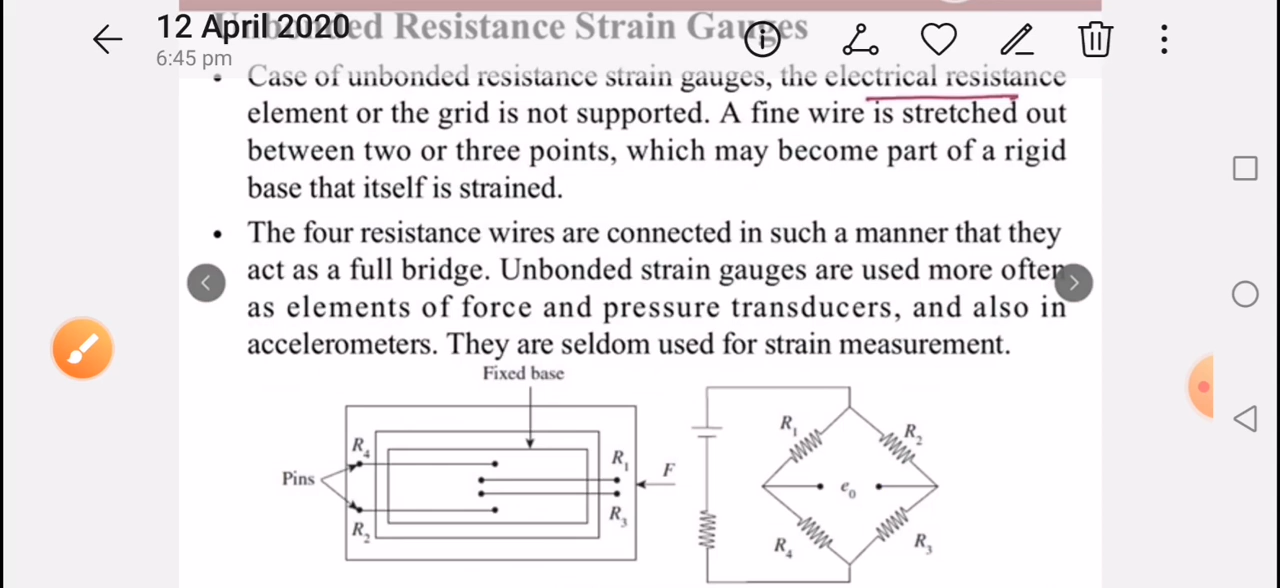 12 April 2020
6:45 pm
Unbonded Resistance Strain Gauges
• Case of unbonded resistance strain gauges, the electrical resistance
element or the grid is not supported. A fine wire is stretched out
between two or three points, which may become part of a rigid
base that itself is strained.
• The four resistance wires are connected in such a manner that they
act as a full bridge. Unbonded strain gauges are used more often
as elements of force and pressure transducers, and also in
accelerometers. They are seldom used for strain measurement.
Fixed base
R4
Pins
R2
R1
F
R3
R1
R2
e0
R4
R3